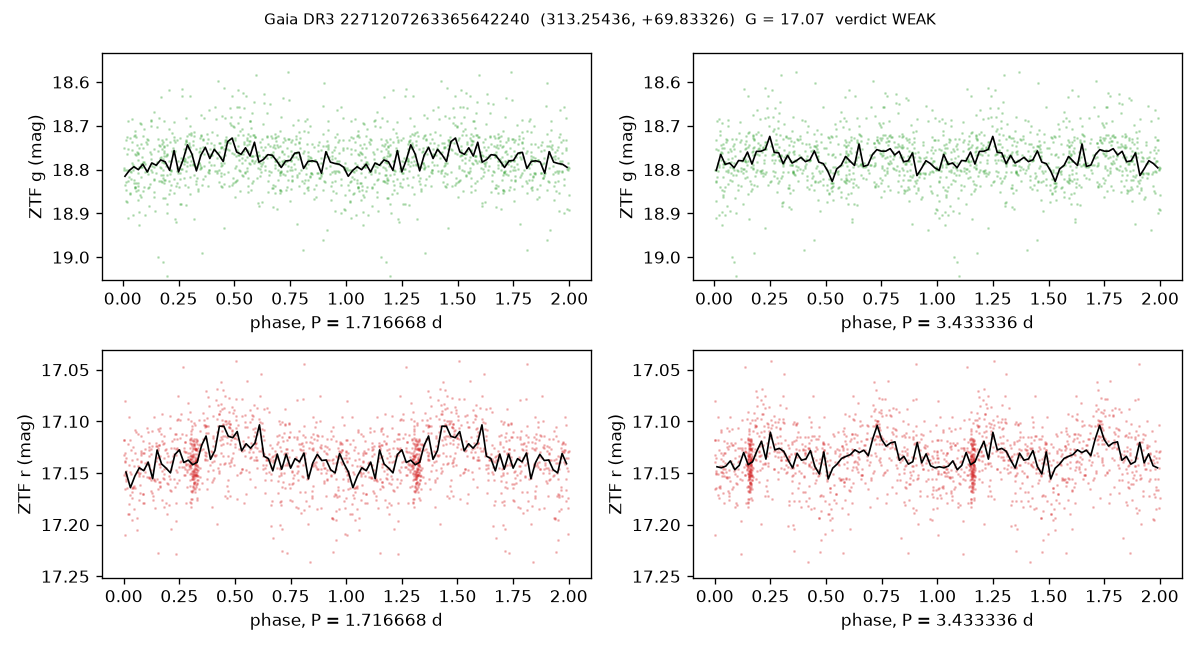 Gaia DR3 2271207263365642240 (313.25436, +69.83326) G = 17.07 verdict WEAK
ZTF g (mag)
18.6
18.7
18.8
18.9
19.0
0.00 0.25 0.50 0.75 1.00 1.25 1.50 1.75 2.00
phase, P = 1.716668 d
ZTF g (mag)
18.6
18.7
18.8
18.9
19.0
0.00 0.25 0.50 0.75 1.00 1.25 1.50 1.75 2.00
phase, P = 3.433336 d
ZTF r (mag)
17.05
17.10
17.15
17.20
17.25
0.00 0.25 0.50 0.75 1.00 1.25 1.50 1.75 2.00
phase, P = 1.716668 d
ZTF r (mag)
17.05
17.10
17.15
17.20
17.25
0.00 0.25 0.50 0.75 1.00 1.25 1.50 1.75 2.00
phase, P = 3.433336 d